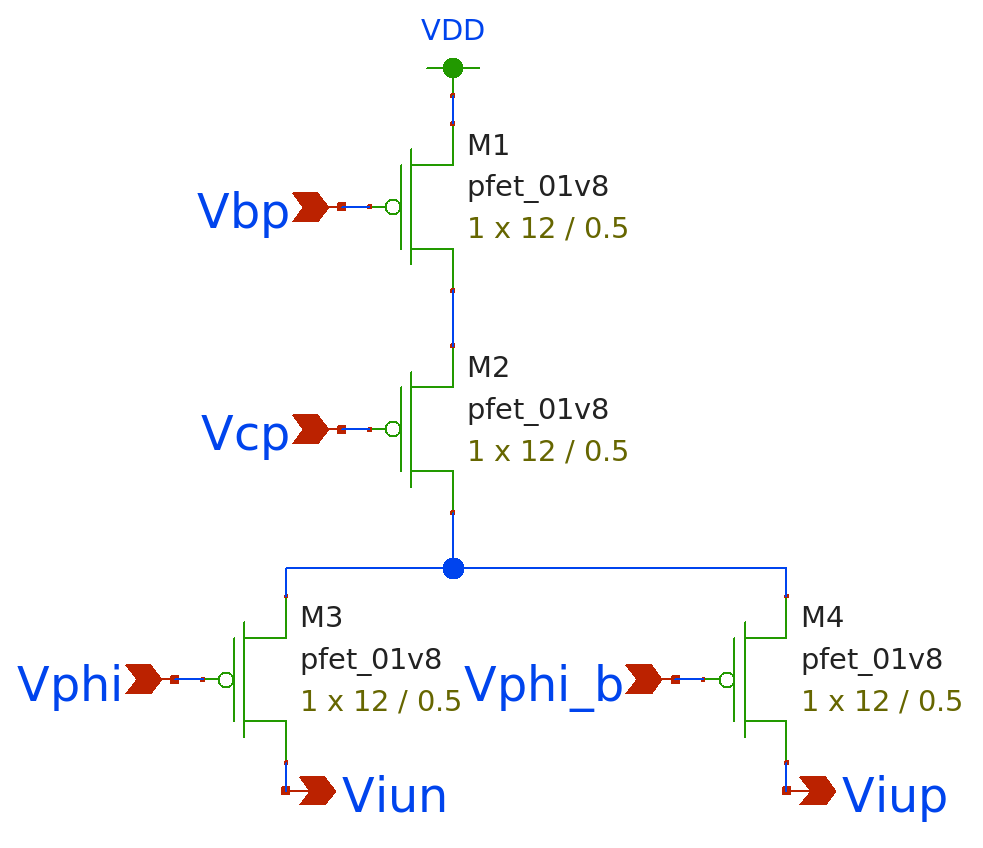 VDD
M1
pfet_01v8
Vbp
1 x 12 / 0.5
M2
pfet_01v8
Vcp
1 x 12 / 0.5
M3
pfet_01v8
Vphi
1 x 12 / 0.5
M4
pfet_01v8
Vphi_b
1 x 12 / 0.5
Viun
Viup